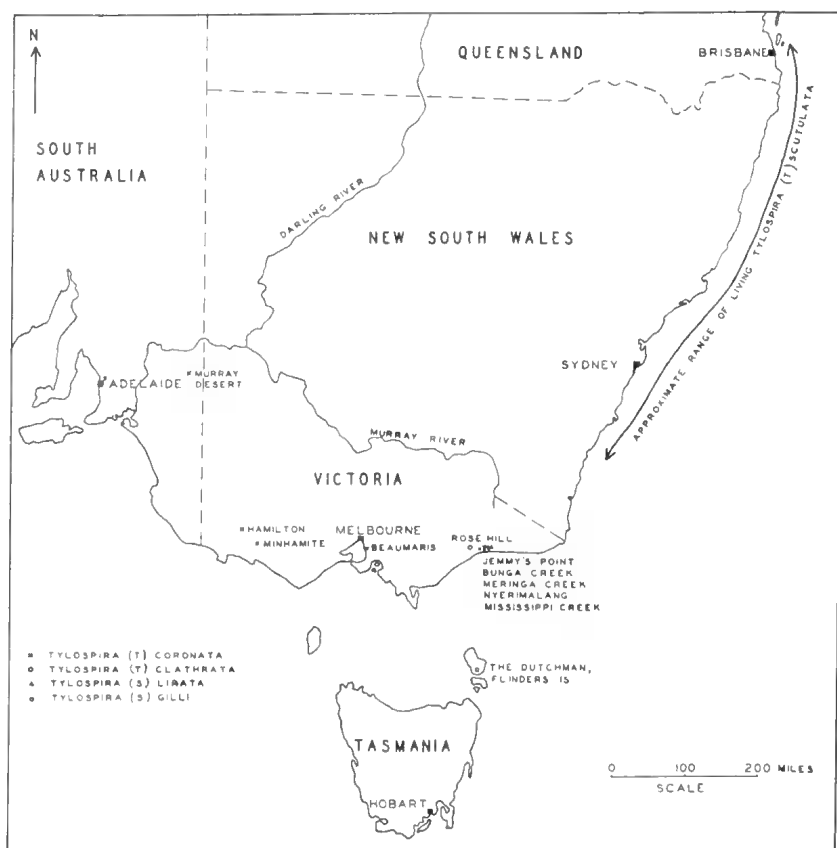 N
QUEENSLAND
BRISBANE
SOUTH
AUSTRALIA
DARLING RIVER
NEW SOUTH WALES
APPROXIMATE RANGE OF LIVING TYLOSPIRA (T) SCUTULATA
SYDNEY
ADELAIDE
MURRAY
DESERT
MURRAY RIVER
VICTORIA
HAMILTON
MINHAMITE
MELBOURNE
BEAUMARIS
ROSE HILL
JEMMY'S POINT
BUNGA CREEK
MERINGA CREEK
NYERIMALANG
MISSISSIPPI CREEK
TYLOSPIRA (T) CORONATA
TYLOSPIRA (T) CLATHRATA
TYLOSPIRA (S) LIRATA
TYLOSPIRA (S) GILLI
THE DUTCHMAN,
FLINDERS IS
TASMANIA
HOBART
0 100 200 MILES
SCALE